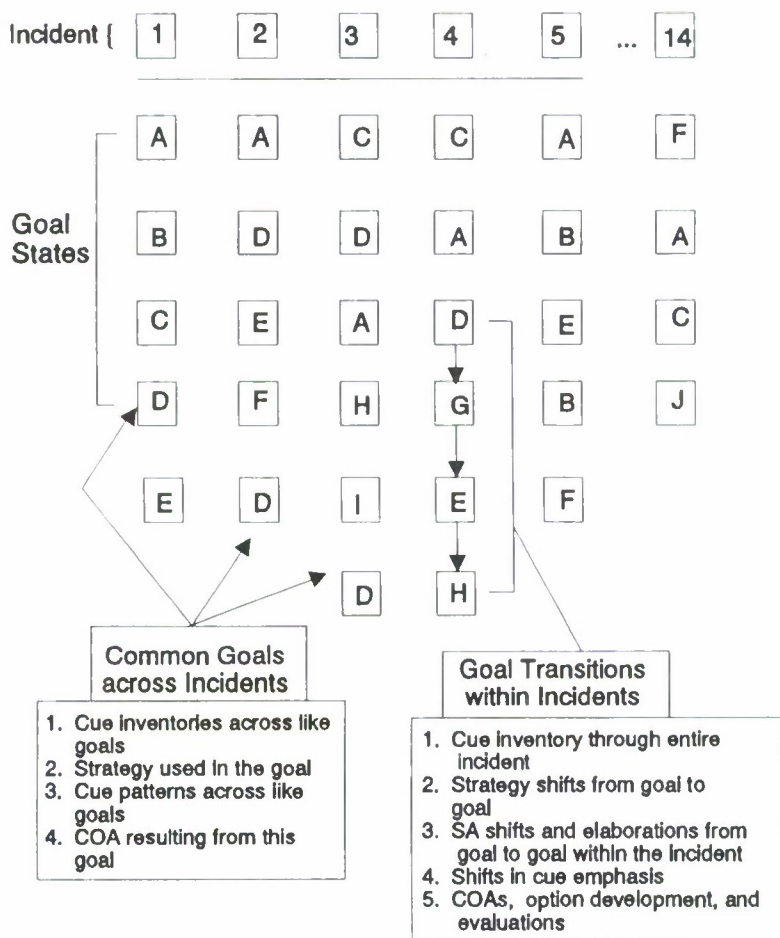 Incident { 1 2 3 4 5 ... 14
A A C C A F
Goal
States
B D D A B A
C E A D E C
D F H G B J
E D I E F
D H
Common Goals
across Incidents
1. Cue inventories across like
goals
2. Strategy used in the goal
3. Cue patterns across like
goals
4. COA resulting from this
goal
Goal Transitions
within Incidents
1. Cue inventory through entire
incident
2. Strategy shifts from goal to
goal
3. SA shifts and elaborations from
goal to goal within the incident
4. Shifts in cue emphasis
5. COAs, option development, and
evaluations